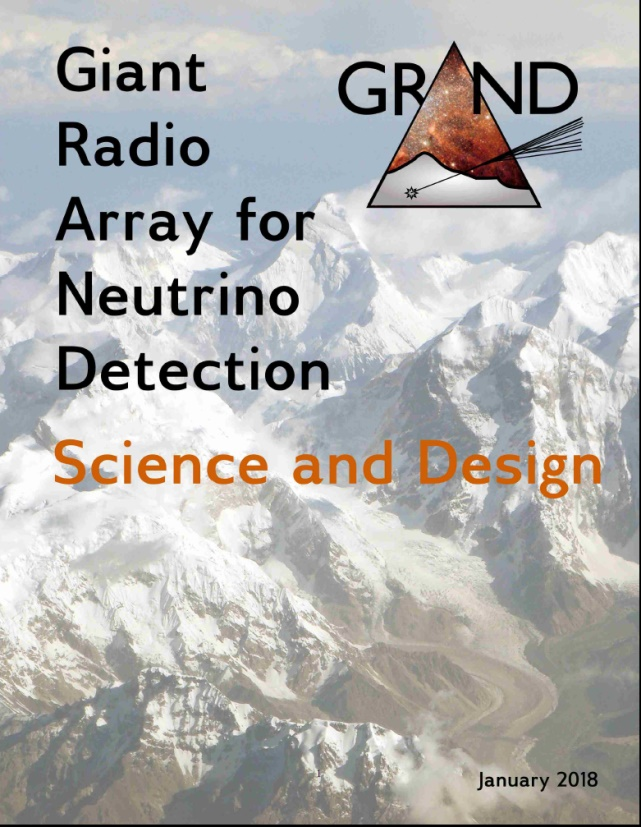 Giant
Radio
Array for
Neutrino
Detection
GRAND
Science and Design
January 2018